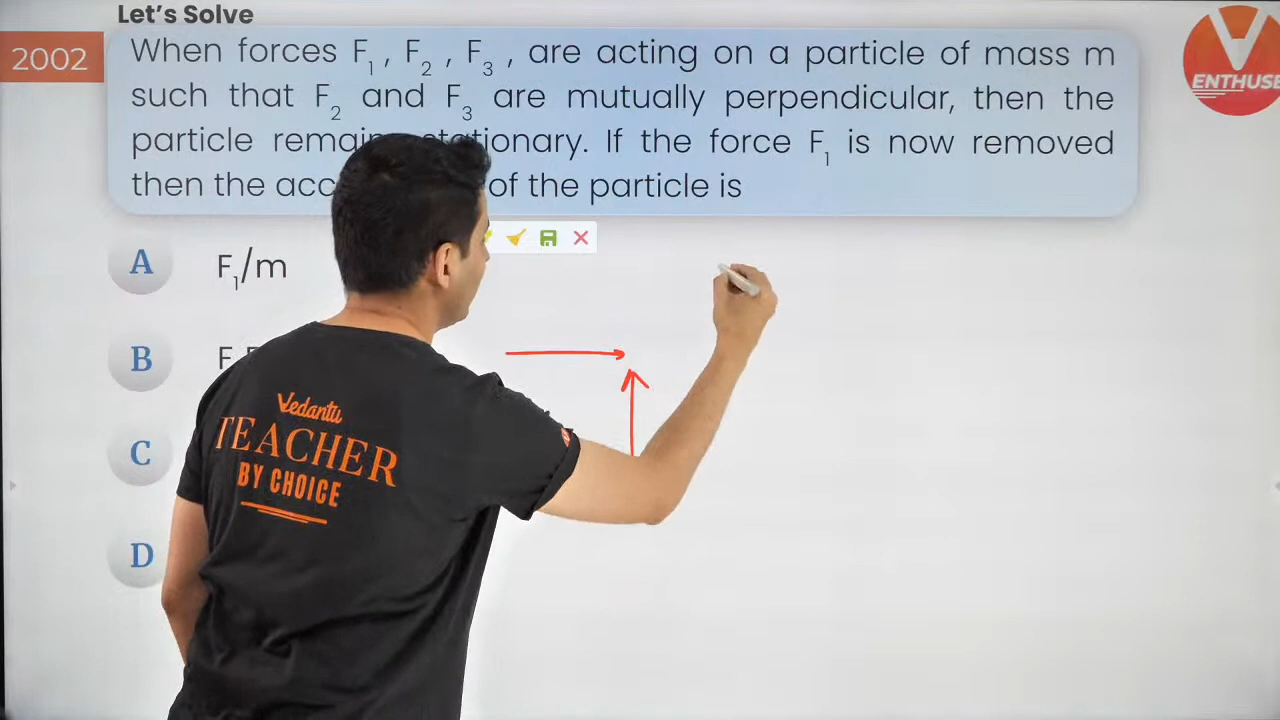 Let's Solve
2002
When forces F₁, F₂, F₃, are acting on a particle of mass m
such that F₂ and F₃ are mutually perpendicular, then the
particle stationary. If the force F₁ is now removed
then the of the particle is
V
ENTHUSE
A F₁/m
B
C
D
Vedantu
TEACHER
BY CHOICE